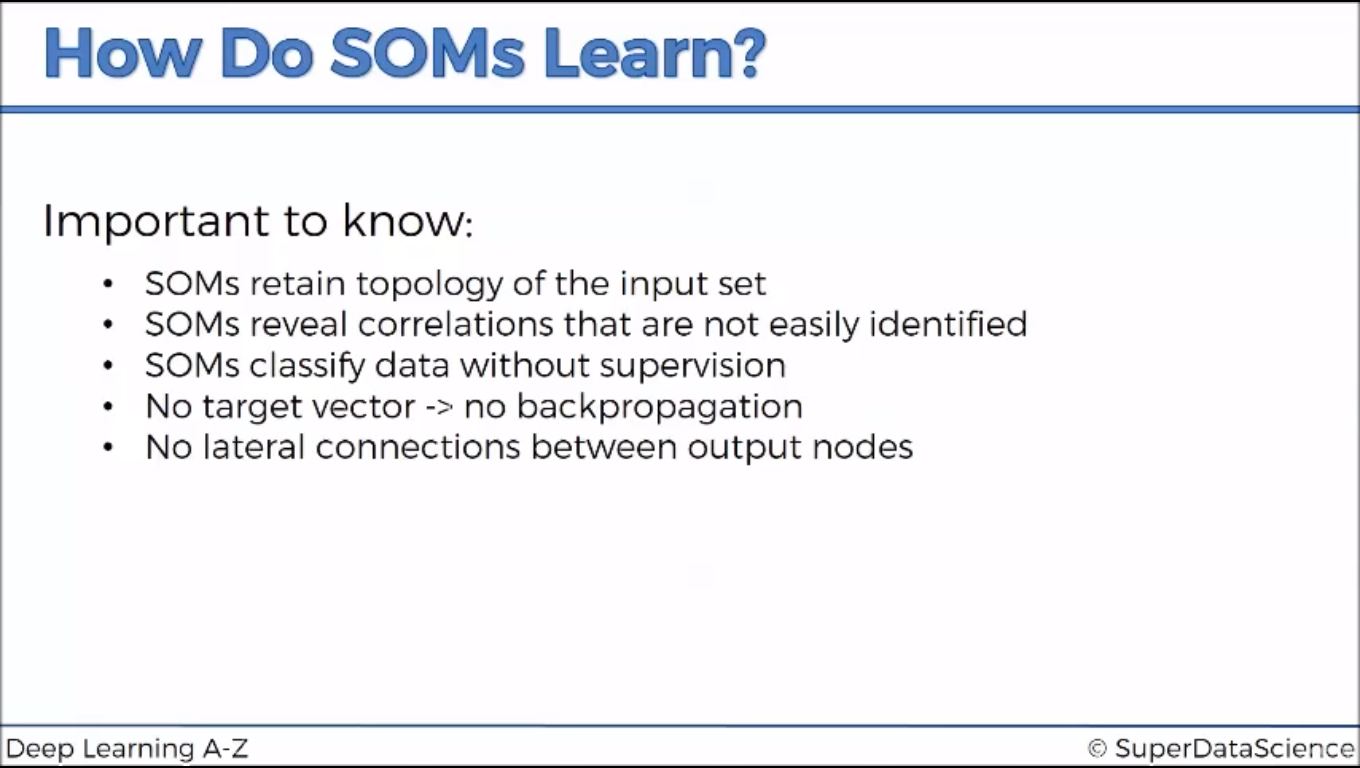 How Do SOMs Learn?
Important to know:
• SOMs retain topology of the input set
• SOMs reveal correlations that are not easily identified
• SOMs classify data without supervision
• No target vector -> no backpropagation
• No lateral connections between output nodes
Deep Learning A-Z
© SuperDataScience